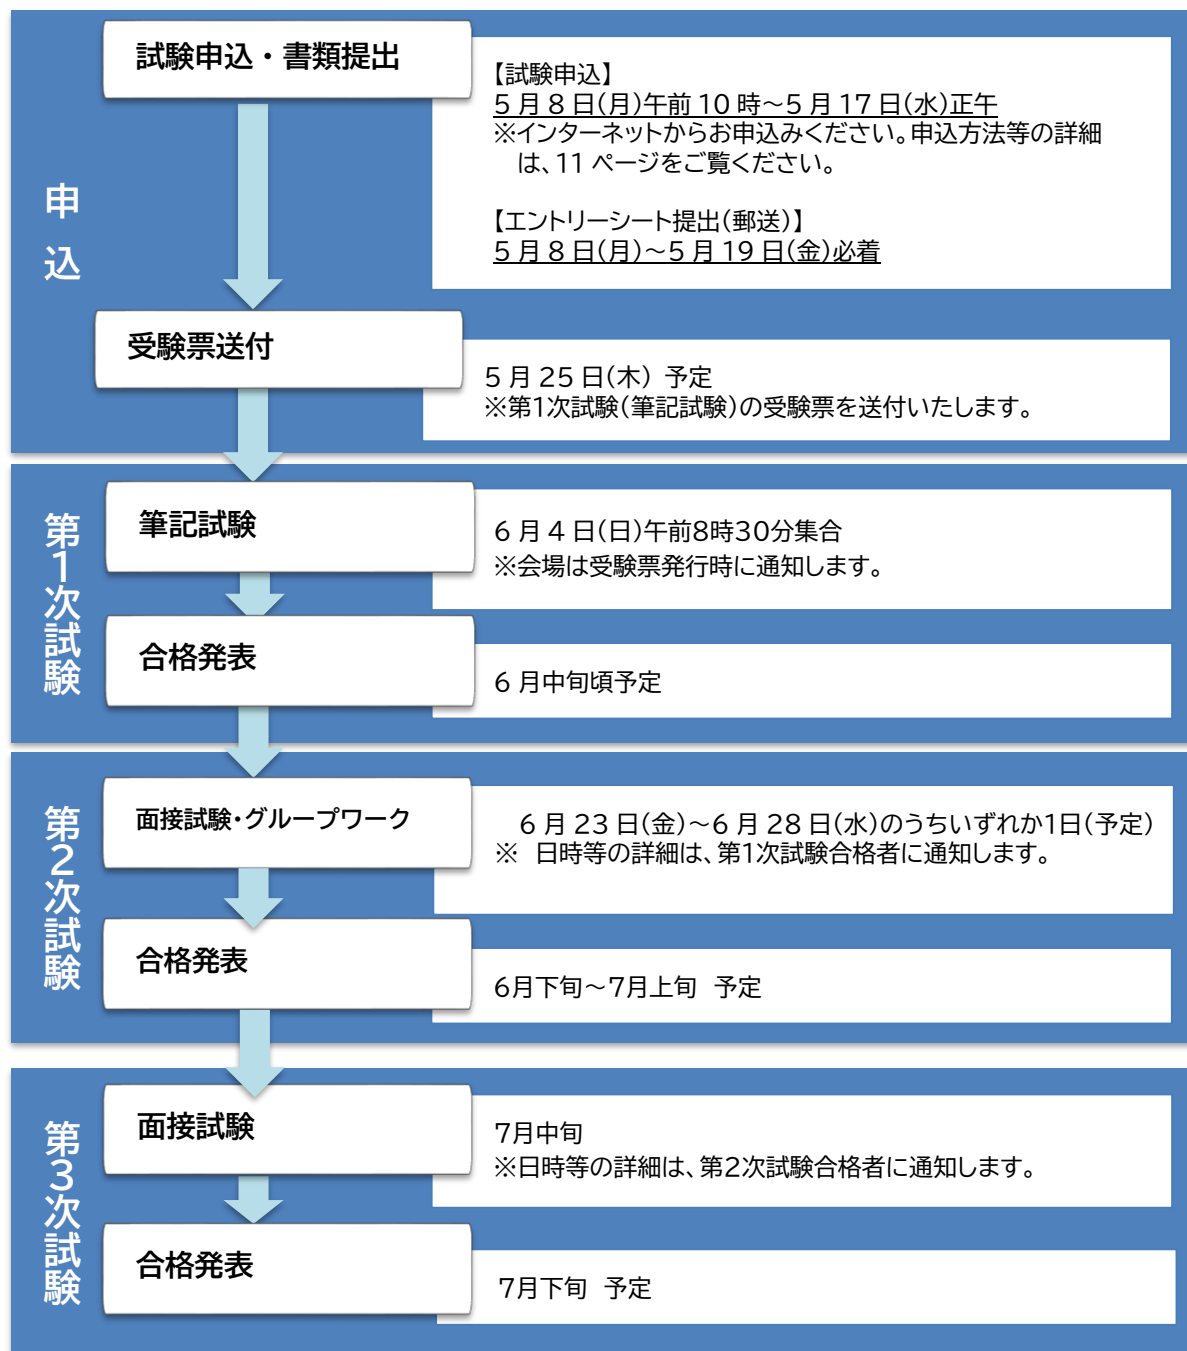 申込
試験申込・書類提出
【試験申込】
5月8日(月)午前10時～5月17日(水)正午
※インターネットからお申込みください。申込方法等の詳細
は、11ページをご覧ください。
【エントリーシート提出(郵送)】
5月8日(月)～5月19日(金)必着
受験票送付
5月25日(木) 予定
※第1次試験(筆記試験)の受験票を送付いたします。
第1次試験
筆記試験
6月4日(日)午前8時30分集合
※会場は受験票発行時に通知します。
合格発表
6月中旬頃予定
第2次試験
面接試験・グループワーク
6月23日(金)～6月28日(水)のうちいずれか1日(予定)
※ 日時等の詳細は、第1次試験合格者に通知します。
合格発表
6月下旬～7月上旬 予定
第3次試験
面接試験
7月中旬
※日時等の詳細は、第2次試験合格者に通知します。
合格発表
7月下旬 予定